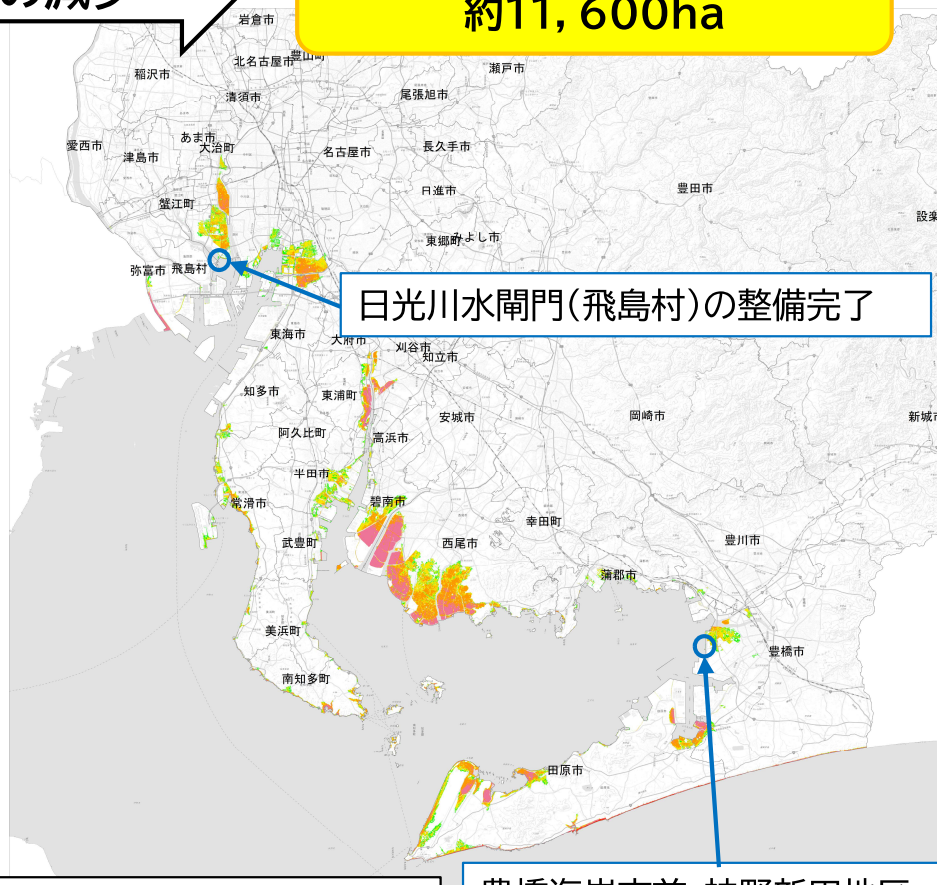 の減少
約11,600ha
岩倉市
北名古屋市
豊山町
瀬戸市
稲沢市
清須市
尾張旭市
あま市
大治町
愛西市
津島市
名古屋市
長久手市
日進市
豊田市
蟹江町
設楽
東郷町
みよし市
弥富市
飛島村
日光川水閘門(飛島村)の整備完了
東海市
大府市
刈谷市
知立市
知多市
東浦町
安城市
岡崎市
新城市
阿久比町
高浜市
半田市
常滑市
碧南市
幸田町
武豊町
西尾市
豊川市
蒲郡市
美浜町
豊橋市
南知多町
田原市